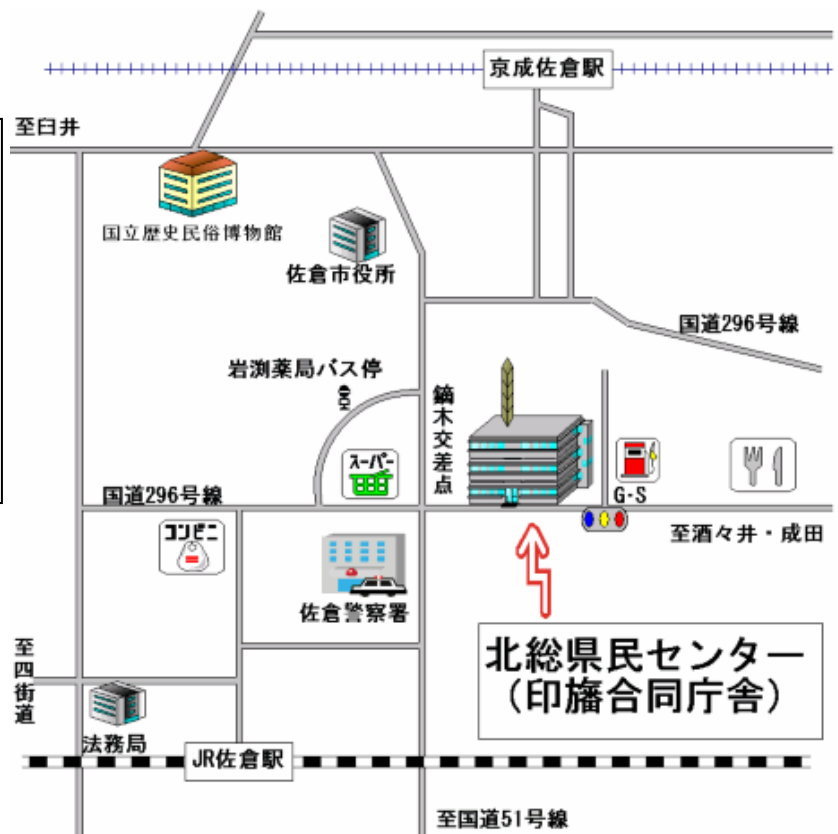 京成佐倉駅
至臼井
国立歴史民俗博物館
佐倉市役所
国道296号線
岩渕薬局バス停
鏑木交差点
スーパー
G・S
国道296号線
コンビニ
至酒々井・成田
佐倉警察署
至四街道
北総県民センター
（印旛合同庁舎）
法務局
JR佐倉駅
至国道51号線